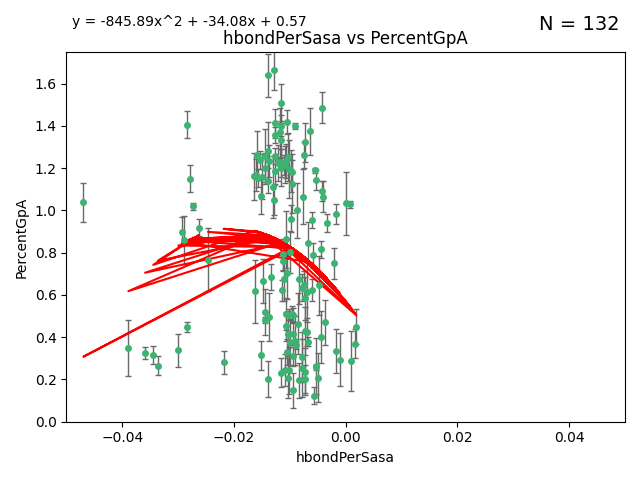 y = -845.89x^2 + -34.08x + 0.57
N = 132
hbondPerSasa vs PercentGpA
1.6
1.4
1.2
1.0
0.8
0.6
0.4
0.2
0.0
PercentGpA
−0.04 −0.02 0.00 0.02 0.04
hbondPerSasa